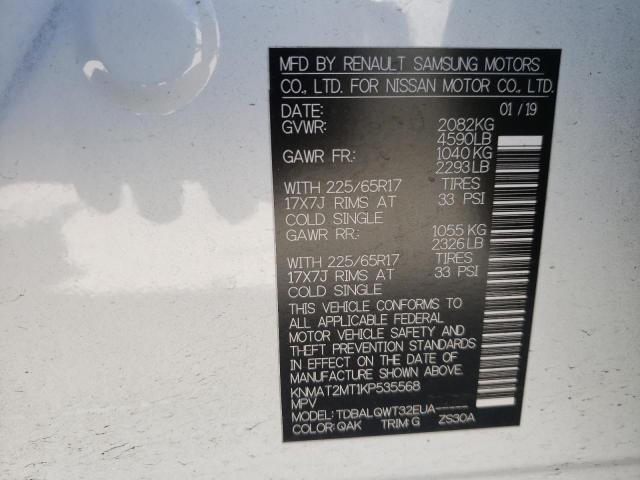 MFD BY RENAULT SAMSUNG MOTORS
CO., LTD. FOR NISSAN MOTOR CO., LTD.
DATE: 01/19
GVWR: 2082KG
4590LB
GAWR FR: 1040 KG
2293LB
WITH 225/65R17 TIRES
17X7J RIMS AT 33 PSI
COLD SINGLE
GAWR RR: 1055 KG
2326LB
WITH 225/65R17 TIRES
17X7J RIMS AT 33 PSI
COLD SINGLE
THIS VEHICLE CONFORMS TO
ALL APPLICABLE FEDERAL
MOTOR VEHICLE SAFETY AND
THEFT PREVENTION STANDARDS
IN EFFECT ON THE DATE OF
MANUFACTURE SHOWN ABOVE.
KNMAT2MT1KP535568
MPV
MODEL: TDBALQWT32EUA-----
COLOR: QAK TRIM: G ZS30A